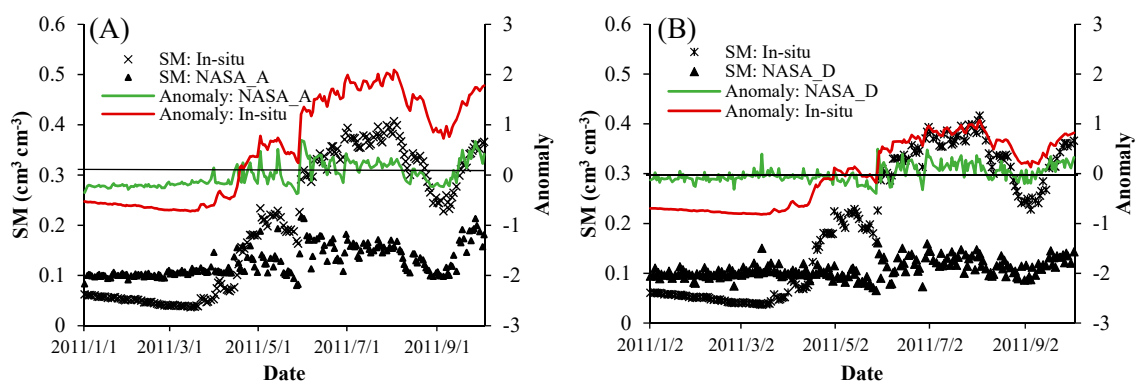 (A)
SM: In-situ
SM: NASA_A
Anomaly: NASA_A
Anomaly: In-situ
SM (cm³ cm⁻³)
0.6
0.5
0.4
0.3
0.2
0.1
0
3
2
1
0
-1
-2
-3
Anomaly
2011/1/1 2011/3/1 2011/5/1 2011/7/1 2011/9/1
Date
(B)
SM: In-situ
SM: NASA_D
Anomaly: NASA_D
Anomaly: In-situ
SM (cm³ cm⁻³)
0.6
0.5
0.4
0.3
0.2
0.1
0
3
2
1
0
-1
-2
-3
Anomaly
2011/1/2 2011/3/2 2011/5/2 2011/7/2 2011/9/2
Date